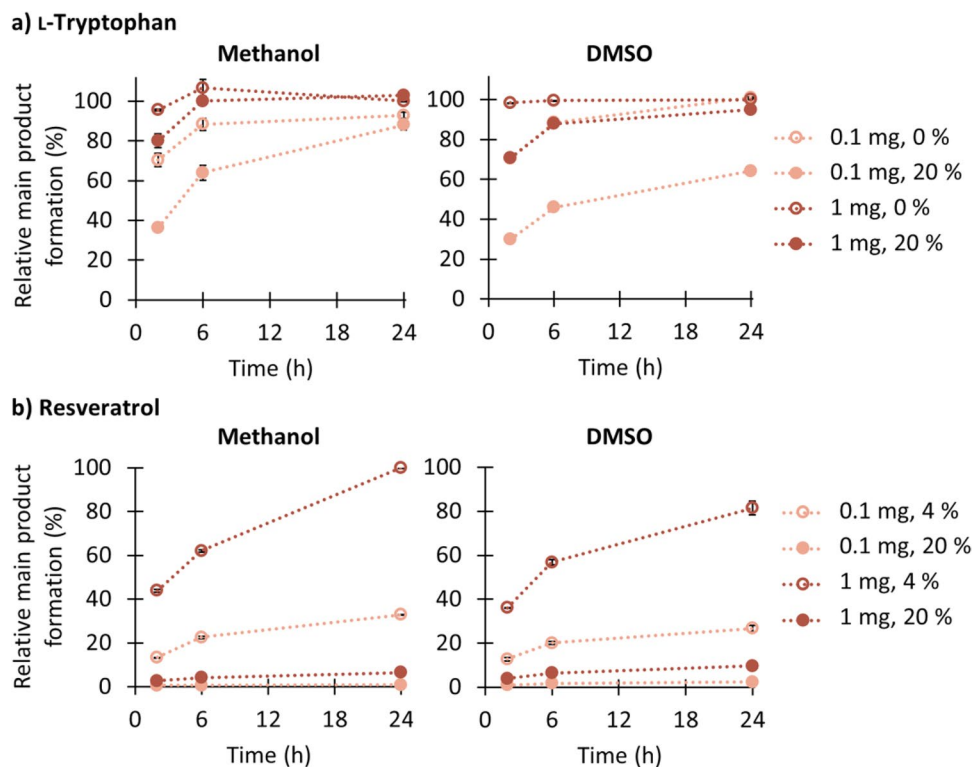 a) L-Tryptophan
Methanol
DMSO
Relative main product
formation (%)
100
80
60
40
20
0
0 6 12 18 24
Time (h)
100
80
60
40
20
0
0 6 12 18 24
Time (h)
0.1 mg, 0 %
0.1 mg, 20 %
1 mg, 0 %
1 mg, 20 %
b) Resveratrol
Methanol
DMSO
Relative main product
formation (%)
100
80
60
40
20
0
0 6 12 18 24
Time (h)
100
80
60
40
20
0
0 6 12 18 24
Time (h)
0.1 mg, 4 %
0.1 mg, 20 %
1 mg, 4 %
1 mg, 20 %